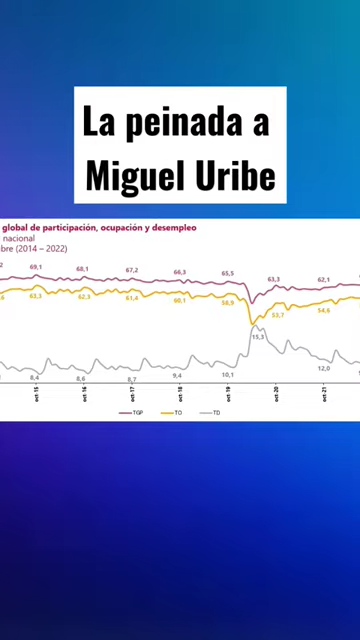 La peinada a
Miguel Uribe
global de participación, ocupación y desempleo
nacional
bre (2014 – 2022)
69,1 68,1 67,2 66,3 65,5 63,3 62,1
63,3 62,3 61,4 60,1 58,9 53,7 54,6
15,3
8,4 8,6 8,7 9,4 10,1 12,0
oct-15 oct-16 oct-17 oct-18 oct-19 oct-20 oct-21
TGP TO TD